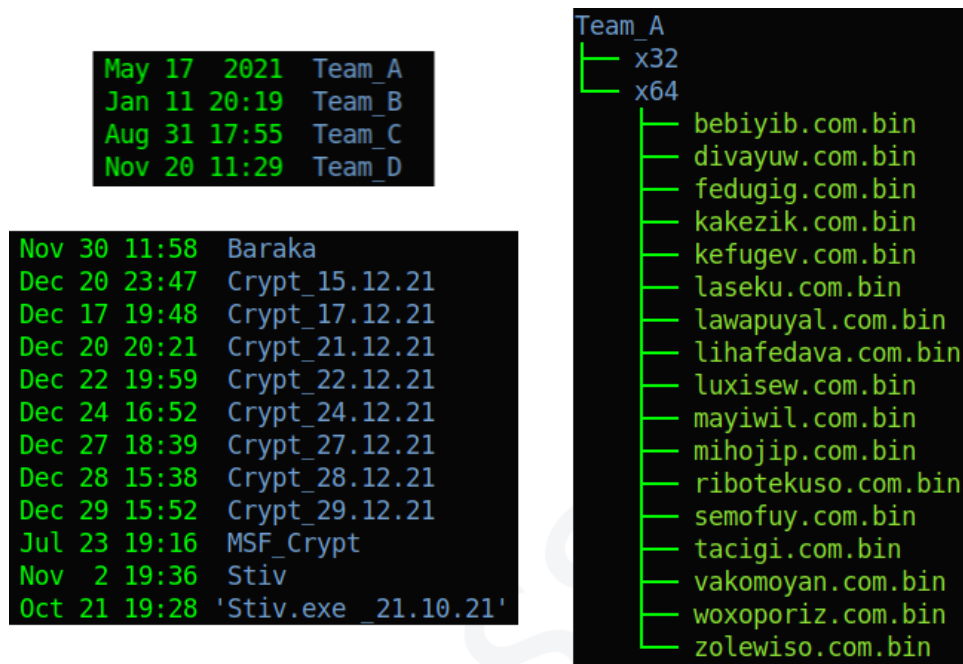 May 17  2021  Team_A
Jan 11 20:19  Team_B
Aug 31 17:55  Team_C
Nov 20 11:29  Team_D
Nov 30 11:58  Baraka
Dec 20 23:47  Crypt_15.12.21
Dec 17 19:48  Crypt_17.12.21
Dec 20 20:21  Crypt_21.12.21
Dec 22 19:59  Crypt_22.12.21
Dec 24 16:52  Crypt_24.12.21
Dec 27 18:39  Crypt_27.12.21
Dec 28 15:38  Crypt_28.12.21
Dec 29 15:52  Crypt_29.12.21
Jul 23 19:16  MSF_Crypt
Nov  2 19:36  Stiv
Oct 21 19:28 'Stiv.exe _21.10.21'
Team_A
x32
x64
bebiyib.com.bin
divayuw.com.bin
fedugig.com.bin
kakezik.com.bin
kefugev.com.bin
laseku.com.bin
lawapuyal.com.bin
lihafedava.com.bin
luxisew.com.bin
mayiwil.com.bin
mihojip.com.bin
ribotekuso.com.bin
semofuy.com.bin
tacigi.com.bin
vakomoyan.com.bin
woxoporiz.com.bin
zolewiso.com.bin